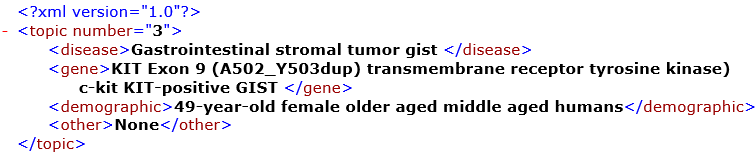 <?xml version="1.0"?>
- <topic number="3">
<disease>Gastrointestinal stromal tumor gist </disease>
<gene>KIT Exon 9 (A502_Y503dup) transmembrane receptor tyrosine kinase)
c-kit KIT-positive GIST </gene>
<demographic>49-year-old female older aged middle aged humans</demographic>
<other>None</other>
</topic>